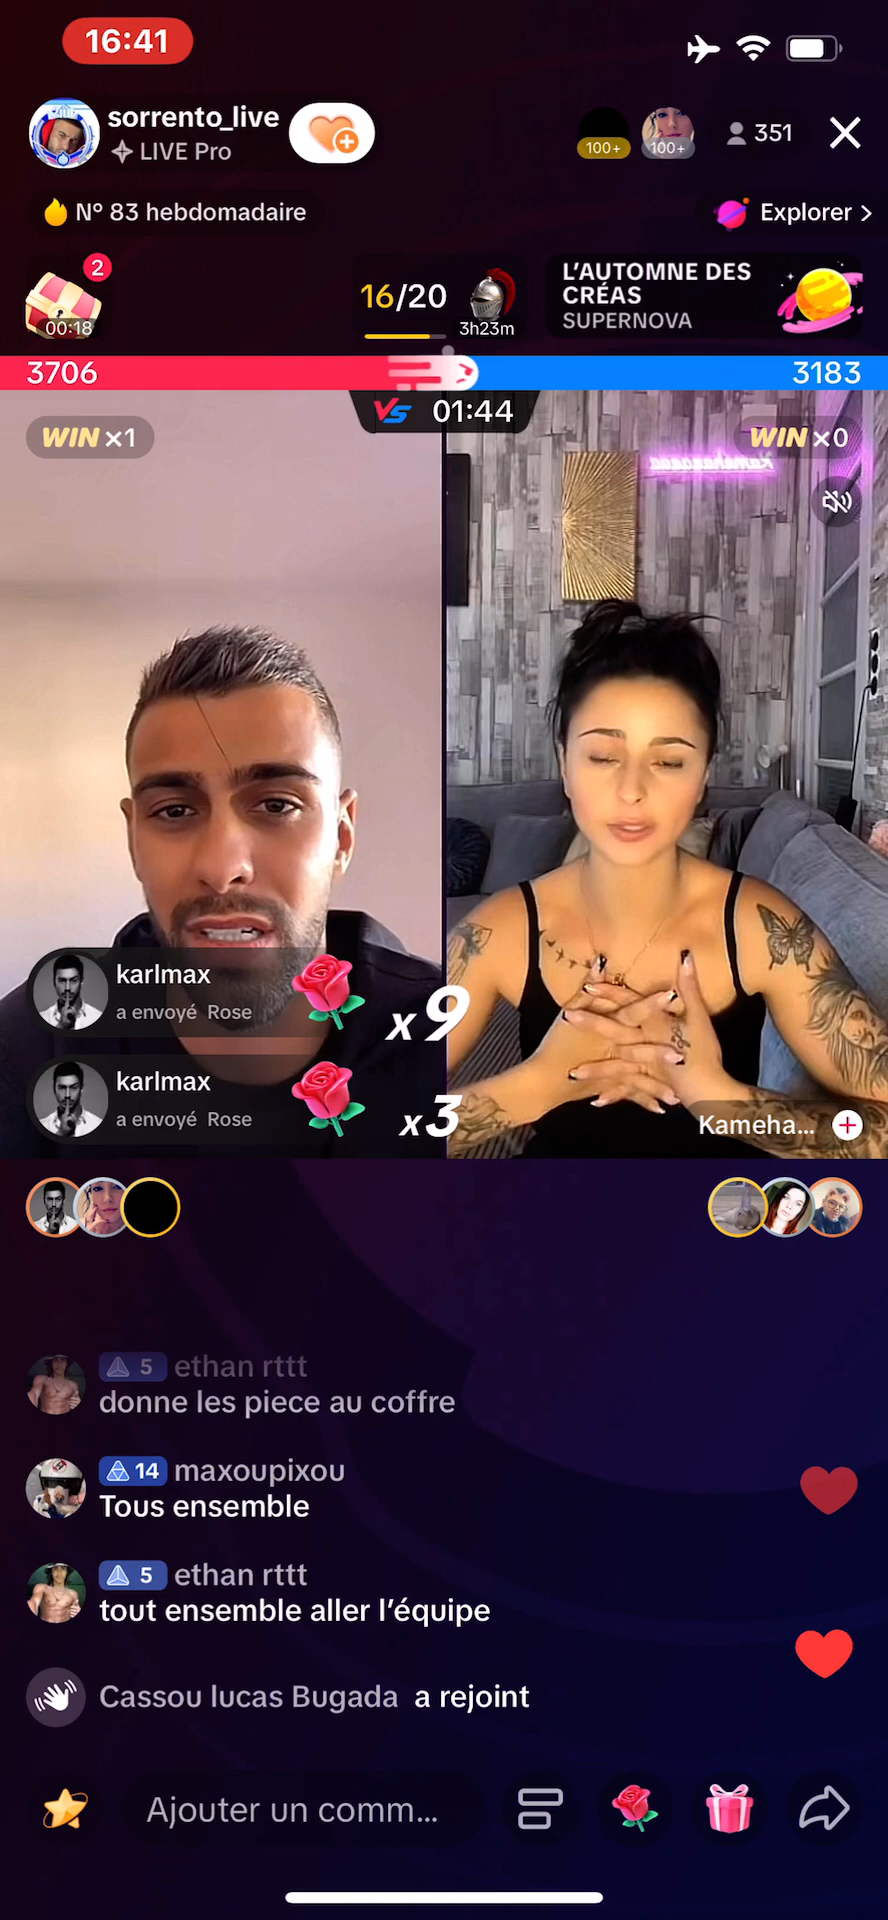 16:41
sorrento_live
LIVE Pro
100+
100+
351
N° 83 hebdomadaire
Explorer >
2
00:18
16/20
3h23m
L'AUTOMNE DES
CRÉAS
SUPERNOVA
3706
3183
VS 01:44
WIN x1
WIN x0
Kamehaaaaa
karlmax
a envoyé Rose
x9
karlmax
a envoyé Rose
x3
Kameha...
5 ethan rttt
donne les piece au coffre
14 maxoupixou
Tous ensemble
5 ethan rttt
tout ensemble aller l'équipe
Cassou lucas Bugada a rejoint
Ajouter un comm...